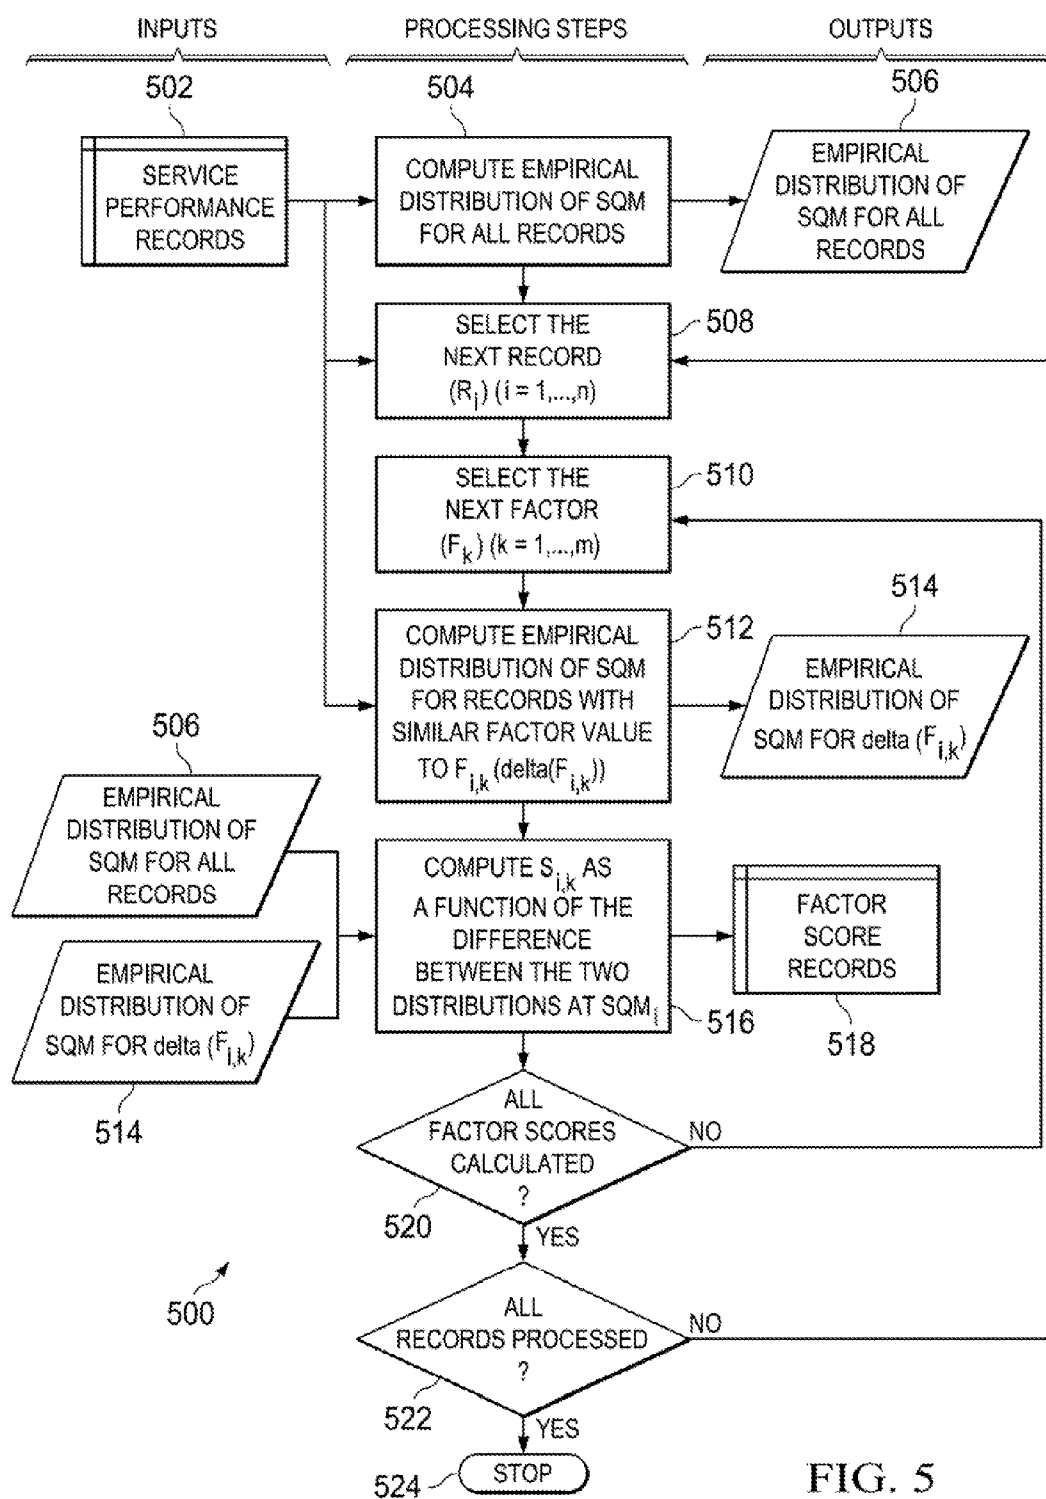 INPUTS
PROCESSING STEPS
OUTPUTS
502
504
506
SERVICE
PERFORMANCE
RECORDS
COMPUTE EMPIRICAL
DISTRIBUTION OF SQM
FOR ALL RECORDS
EMPIRICAL
DISTRIBUTION OF
SQM FOR ALL
RECORDS
SELECT THE
NEXT RECORD
(Ri) (i = 1,...,n)
508
SELECT THE
NEXT FACTOR
(Fk) (k = 1,...,m)
510
COMPUTE EMPIRICAL
DISTRIBUTION OF SQM
FOR RECORDS WITH
SIMILAR FACTOR VALUE
TO Fi,k (delta(Fi,k))
512
514
EMPIRICAL
DISTRIBUTION OF
SQM FOR delta (Fi,k)
506
EMPIRICAL
DISTRIBUTION OF
SQM FOR ALL
RECORDS
EMPIRICAL
DISTRIBUTION OF
SQM FOR delta (Fi,k)
514
COMPUTE Si,k AS
A FUNCTION OF THE
DIFFERENCE
BETWEEN THE TWO
DISTRIBUTIONS AT SQMi
516
FACTOR
SCORE
RECORDS
518
ALL
FACTOR SCORES
CALCULATED
?
NO
520
YES
500
ALL
RECORDS PROCESSED
?
NO
522
YES
STOP
524
FIG. 5